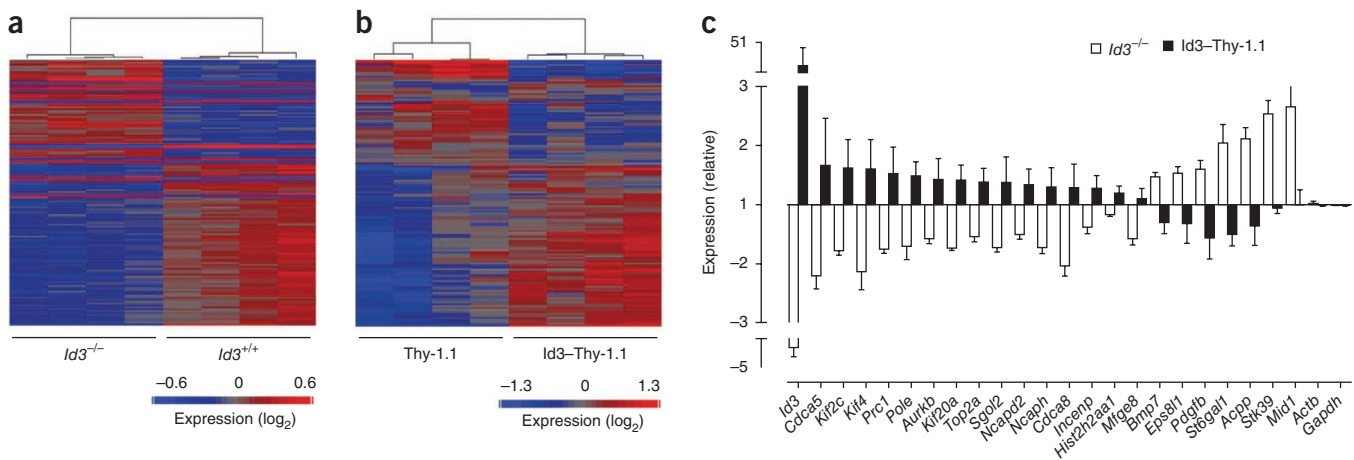 a
Id3–/–
Id3+/+
–0.6 0 0.6
Expression (log2)
b
Thy-1.1
Id3–Thy-1.1
–1.3 0 1.3
Expression (log2)
c
Id3–/–
Id3–Thy-1.1
Expression (relative)
51
3
2
1
–2
–3
–5
Id3
Cdca5
Kif2c
Kif4
Prc1
Pole
Aurkb
Kif20a
Top2a
Sgol2
Ncapd2
Ncaph
Cdca8
Incenp
Hist2h2aa1
Mfge8
Bmp7
Eps8l1
Pdgfb
St6gal1
Acpp
Stk39
Mid1
Actb
Gapdh